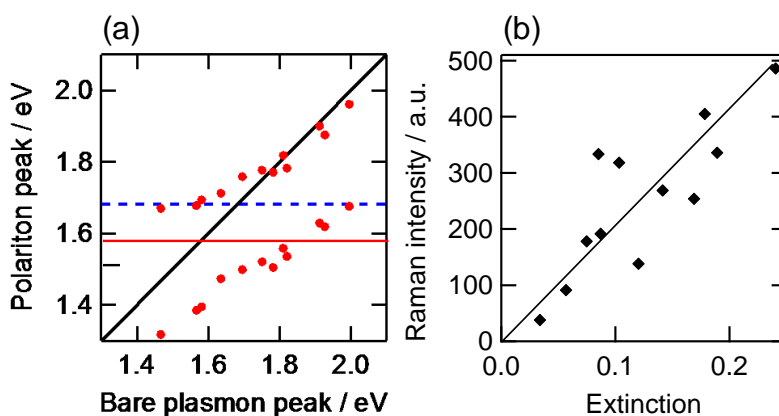 (a)
Polariton peak / eV
2.0
1.8
1.6
1.4
1.4 1.6 1.8 2.0
Bare plasmon peak / eV
(b)
Raman intensity / a.u.
500
400
300
200
100
0
0.0 0.1 0.2
Extinction